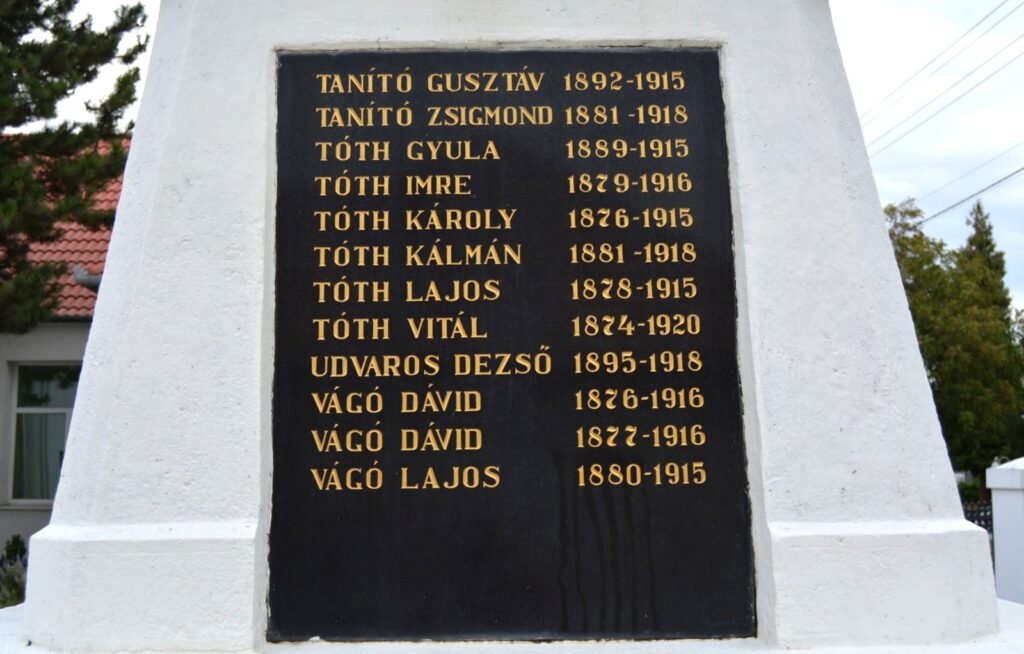 TANÍTÓ GUSZTÁV 1892-1915
TANÍTÓ ZSIGMOND 1881-1918
TÓTH GYULA 1889-1915
TÓTH IMRE 1879-1916
TÓTH KÁROLY 1876-1915
TÓTH KÁLMÁN 1881-1918
TÓTH LAJOS 1878-1915
TÓTH VITÁL 1874-1920
UDVAROS DEZSŐ 1895-1918
VÁGÓ DÁVID 1876-1916
VÁGÓ DÁVID 1877-1916
VÁGÓ LAJOS 1880-1915